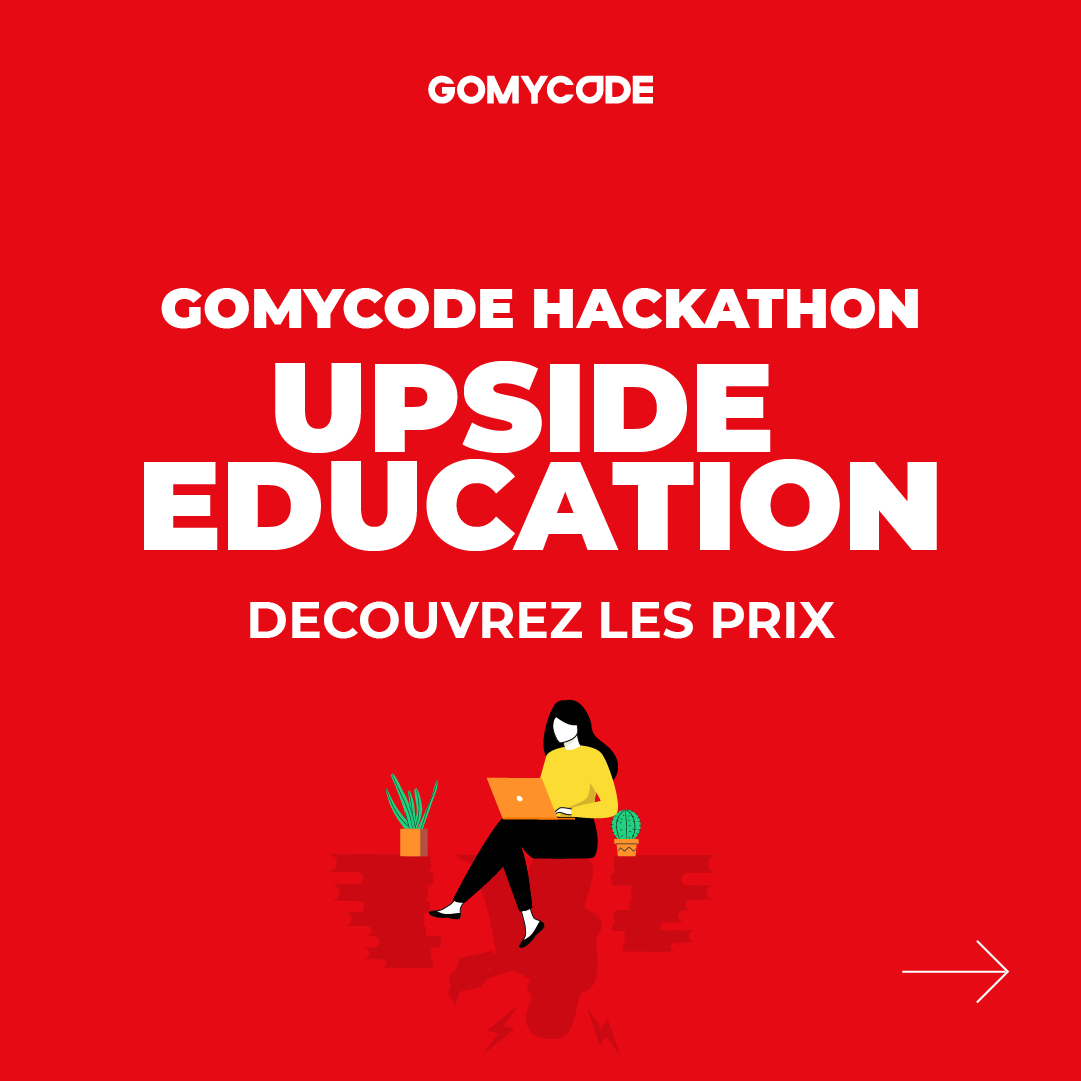 GOMYCODE
GOMYCODE HACKATHON
UPSIDE
EDUCATION
DECOUVREZ LES PRIX